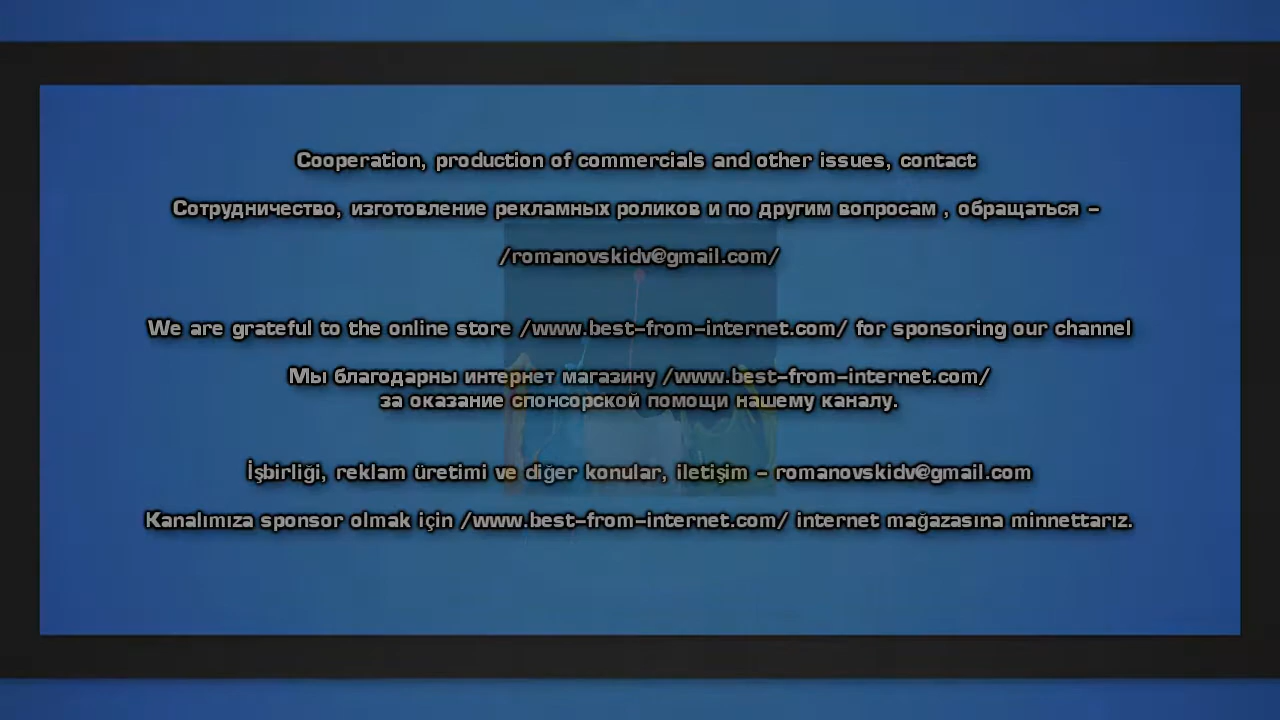 Cooperation, production of commercials and other issues, contact
Сотрудничество, изготовление рекламных роликов и по другим вопросам , обращаться -
/romanovskidv@gmail.com/
We are grateful to the online store /www.best-from-internet.com/ for sponsoring our channel
Мы благодарны интернет магазину /www.best-from-internet.com/
за оказание спонсорской помощи нашему каналу.
İşbirliği, reklam üretimi ve diğer konular, iletişim - romanovskidv@gmail.com
Kanalımıza sponsor olmak için /www.best-from-internet.com/ internet mağazasına minnettarız.